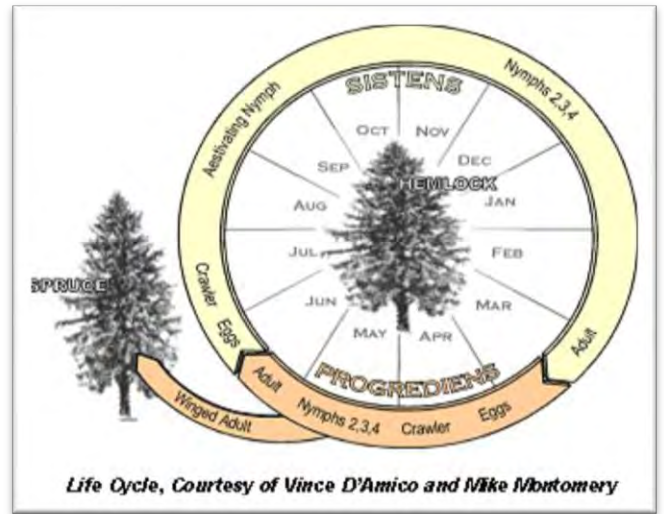 SISTENS
Nymphs 2,3,4
Aestivating Nymph
OCT
NOV
SEP
DEC
HEMLOCK
AUG
JAN
JUL
FEB
SPRUCE
Crawler Eggs
JUN
MAR
MAY
APR
Adult
PROGREDIENS
Adult
Nymphs 2,3,4
Crawler
Eggs
Winged Adult
Life Cycle, Courtesy of Vince D'Amico and Mike Montomery